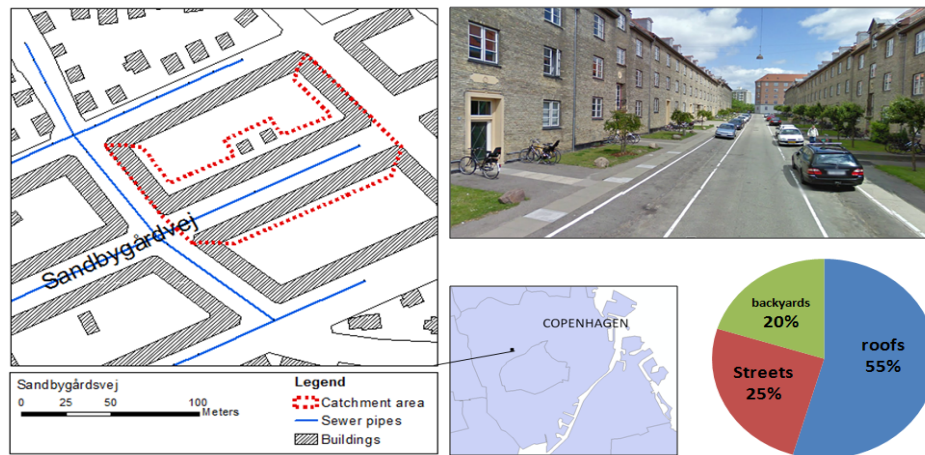 Sandbygårdvej
Sandbygårdsvej
0 25 50 100
Meters
Legend
Catchment area
Sewer pipes
Buildings
COPENHAGEN
backyards
20%
Streets
25%
roofs
55%